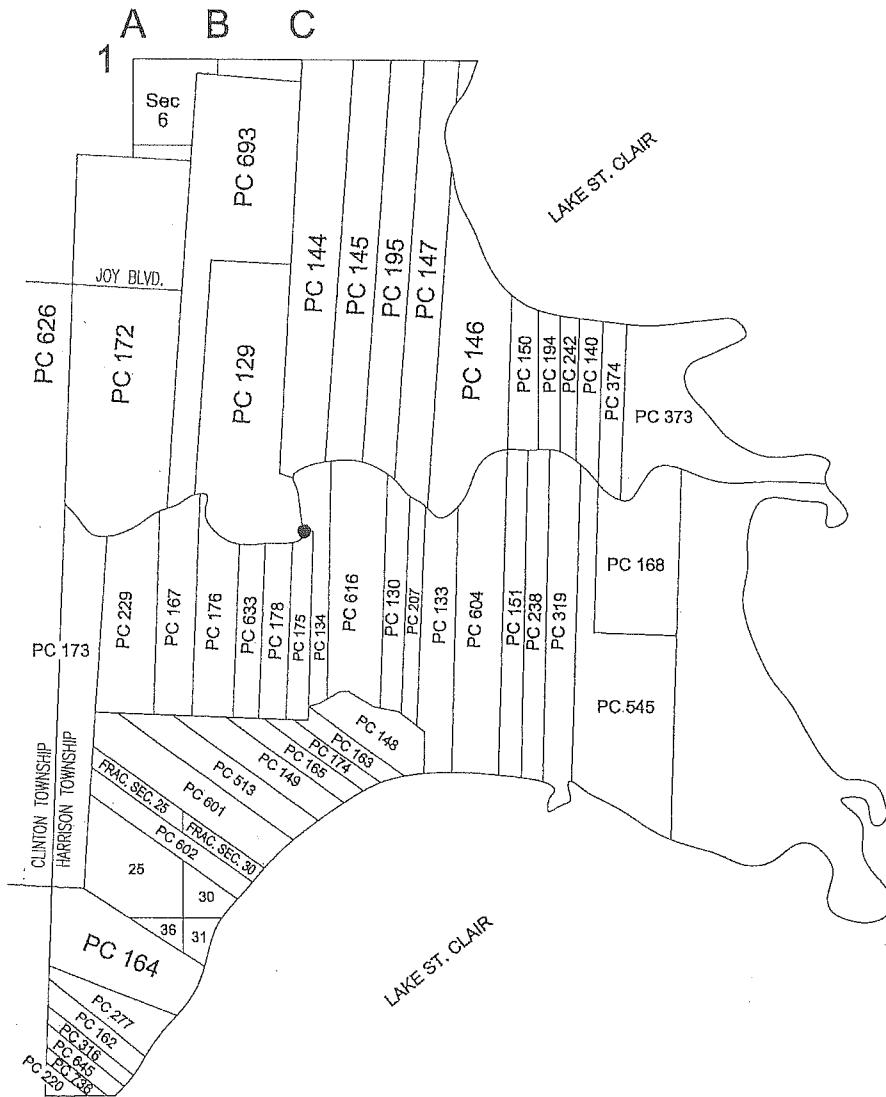 A B C
1
Sec
6
PC 693
LAKE ST. CLAIR
PC 144
PC 145
PC 195
PC 147
JOY BLVD.
PC 626
PC 172
PC 129
PC 146
PC 150
PC 194
PC 242
PC 140
PC 374
PC 373
PC 173
PC 229
PC 167
PC 176
PC 633
PC 178
PC 175
PC 134
PC 616
PC 130
PC 207
PC 133
PC 604
PC 151
PC 238
PC 319
PC 168
PC 545
PC 148
PC 163
PC 174
PC 165
PC 149
PC 513
PC 601
FRAC. SEC. 25
FRAC. SEC. 30
PC 602
CLINTON TOWNSHIP
HARRISON TOWNSHIP
25
30
36
31
PC 164
LAKE ST. CLAIR
PC 277
PC 162
PC 316
PC 645
PC 736
PC 220